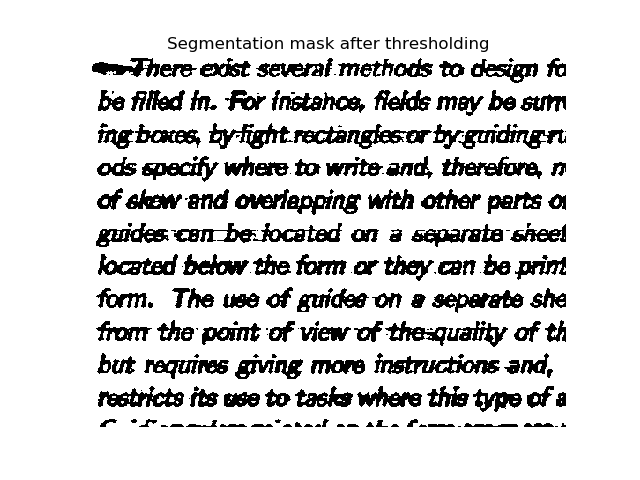 Segmentation mask after thresholding
There exist several methods to design fo
be filled in. For instance, fields may be surr
ing boxes, by light rectangles or by guiding ru
ods specify where to write and, therefore, m
of skew and overlapping with other parts o
guides can be located on a separate sheet
located below the form or they can be print
form. The use of guides on a separate she
from the point of view of the quality of th
but requires giving more instructions and,
restricts its use to tasks where this type of a